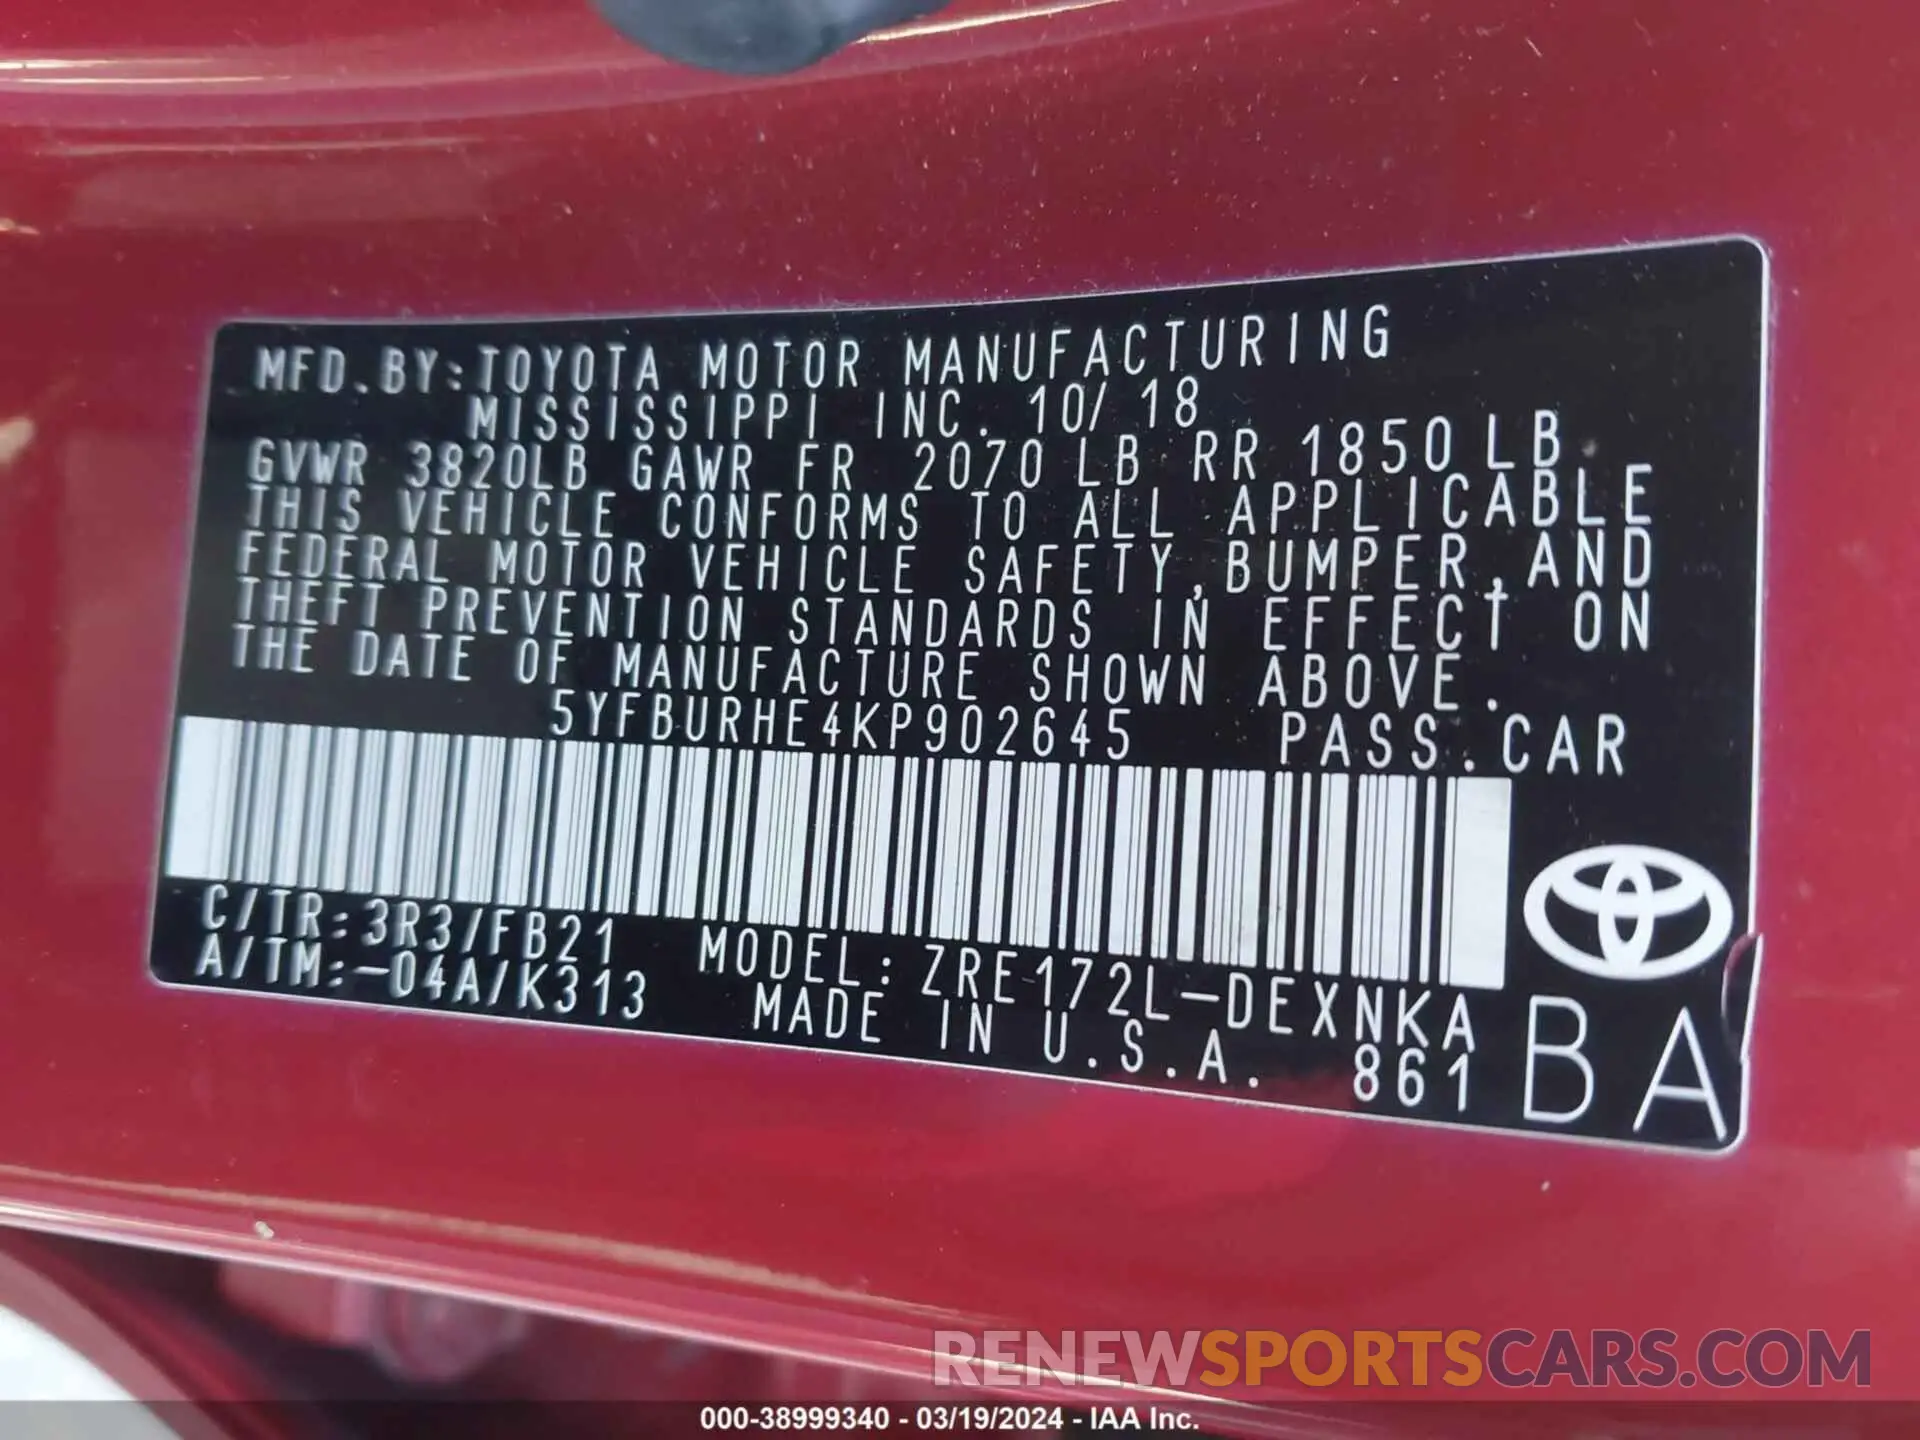 MFD.BY:TOYOTA MOTOR MANUFACTURING
MISSISSIPPI INC. 10/18
GVWR 3820LB GAWR FR 2070LB RR 1850LB
THIS VEHICLE CONFORMS TO ALL APPLICABLE
FEDERAL MOTOR VEHICLE SAFETY,BUMPER,AND
THEFT PREVENTION STANDARDS IN EFFECT ON
THE DATE OF MANUFACTURE SHOWN ABOVE.
5YFBURHE4KP902645 PASS.CAR
C/TR:3R3/FB21 MODEL:ZRE172L-DEXNKA
A/TM:-04A/K313 MADE IN U.S.A. 861
BA
RENEWSPORTSCARS.COM
000-38999340 - 03/19/2024 - IAA Inc.